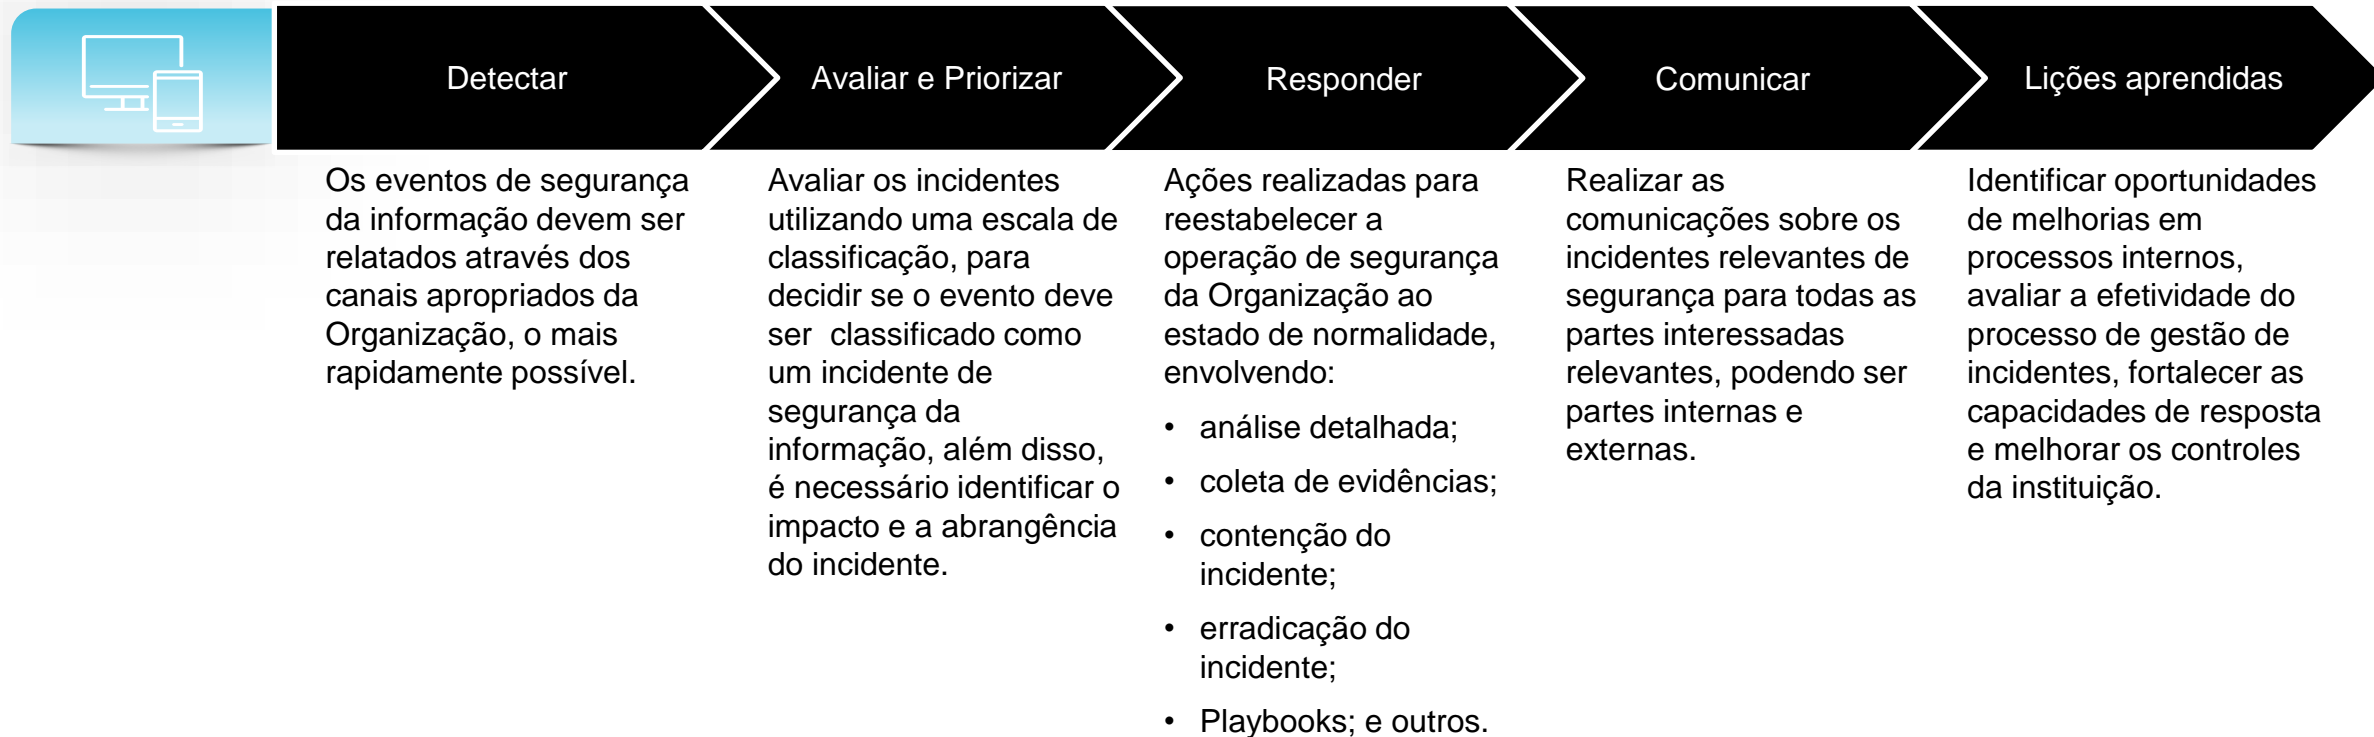 Detectar
Avaliar e Priorizar
Responder
Comunicar
Lições aprendidas
Os eventos de segurança
da informação devem ser
relatados através dos
canais apropriados da
Organização, o mais
rapidamente possível.
Avaliar os incidentes
utilizando uma escala de
classificação, para
decidir se o evento deve
ser  classificado como
um incidente de
segurança da
informação, além disso,
é necessário identificar o
impacto e a abrangência
do incidente.
Ações realizadas para
reestabelecer a
operação de segurança
da Organização ao
estado de normalidade,
envolvendo:
• análise detalhada;
• coleta de evidências;
• contenção do
incidente;
• erradicação do
incidente;
• Playbooks; e outros.
Realizar as
comunicações sobre os
incidentes relevantes de
segurança para todas as
partes interessadas
relevantes, podendo ser
partes internas e
externas.
Identificar oportunidades
de melhorias em
processos internos,
avaliar a efetividade do
processo de gestão de
incidentes, fortalecer as
capacidades de resposta
e melhorar os controles
da instituição.